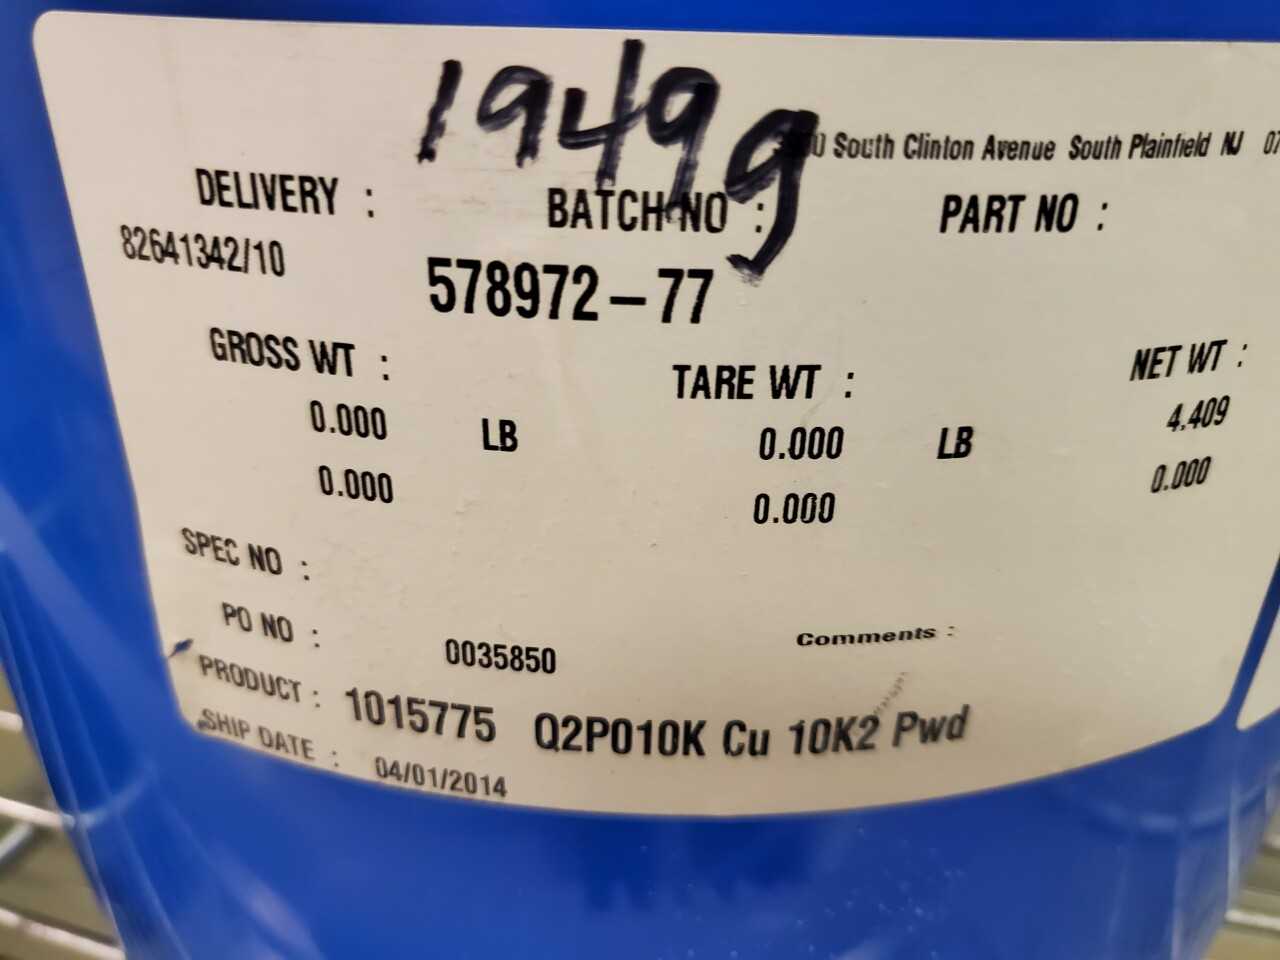 1949g
South Clinton Avenue South Plainfield NJ 07
DELIVERY : BATCH NO : PART NO :
82641342/10 578972-77
GROSS WT : TARE WT : NET WT :
0.000 LB 0.000 LB 4.409
0.000 0.000 0.000
SPEC NO :
PO NO : 0035850 Comments :
PRODUCT : 1015775 Q2P010K Cu 10K2 Pwd
SHIP DATE : 04/01/2014